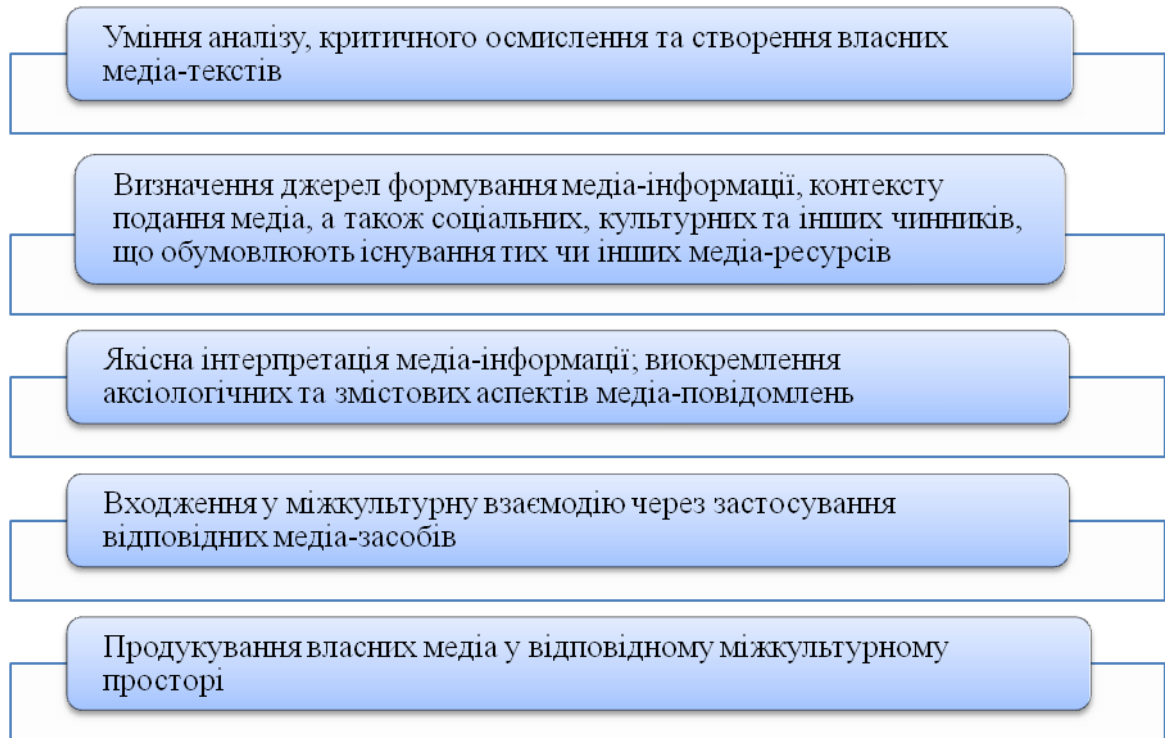 Уміння аналізу, критичного осмислення та створення власних
медіа-текстів
Визначення джерел формування медіа-інформації, контексту
подання медіа, а також соціальних, культурних та інших чинників,
що обумовлюють існування тих чи інших медіа-ресурсів
Якісна інтерпретація медіа-інформації; виокремлення
аксіологічних та змістових аспектів медіа-повідомлень
Входження у міжкультурну взаємодію через застосування
відповідних медіа-засобів
Продукування власних медіа у відповідному міжкультурному
просторі